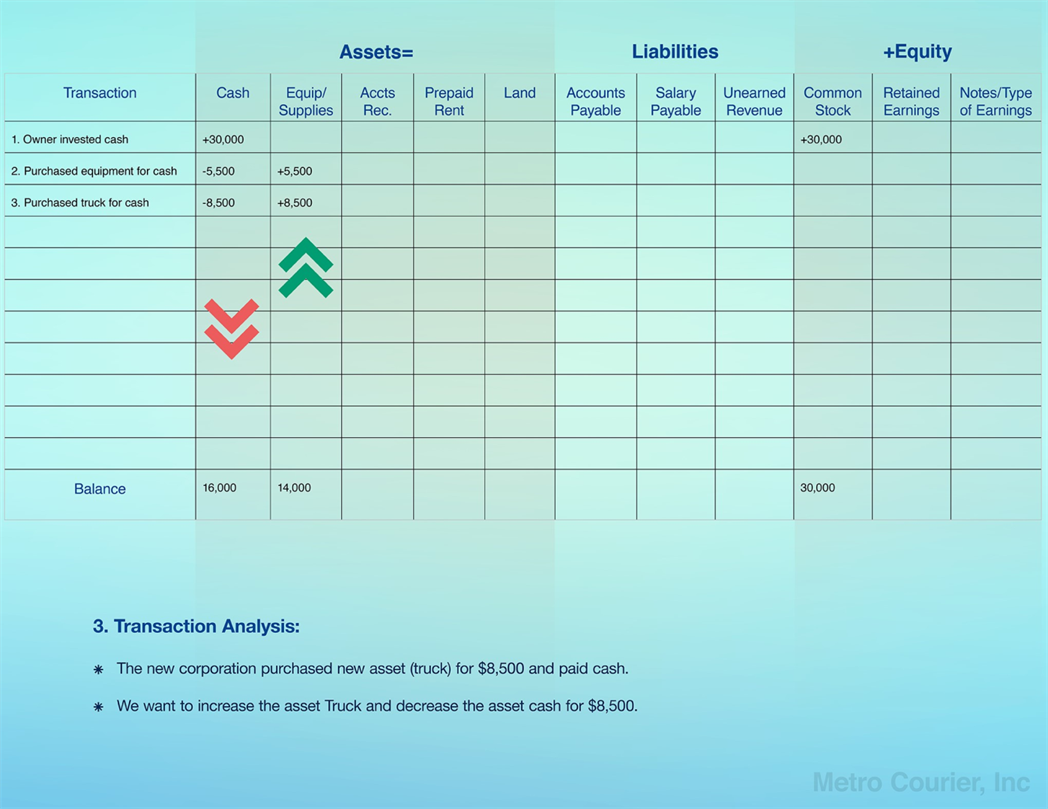 Assets= Liabilities +Equity
Transaction Cash Equip/ Supplies Accts Rec. Prepaid Rent Land Accounts Payable Salary Payable Unearned Revenue Common Stock Retained Earnings Notes/Type of Earnings
1. Owner invested cash +30,000 +30,000
2. Purchased equipment for cash -5,500 +5,500
3. Purchased truck for cash -8,500 +8,500
Balance 16,000 14,000 30,000
3. Transaction Analysis:
✳ The new corporation purchased new asset (truck) for $8,500 and paid cash.
✳ We want to increase the asset Truck and decrease the asset cash for $8,500.
Metro Courier, Inc